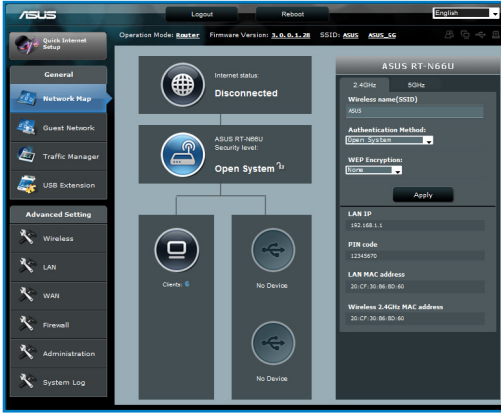 ASUS
Logout
Reboot
English
Quick Internet
Setup
Operation Mode: Router Firmware Version: 3.0.0.1.28 SSID: ASUS ASUS_5G
General
Network Map
Guest Network
Traffic Manager
USB Extension
Advanced Setting
Wireless
LAN
WAN
Firewall
Administration
System Log
Internet status:
Disconnected
ASUS RT-N66U
Security level:
Open System
Clients: 6
No Device
No Device
ASUS RT-N66U
2.4GHz 5GHz
Wireless name(SSID)
ASUS
Authentication Method:
Open System
WEP Encryption:
None
Apply
LAN IP
192.168.1.1
PIN code
12345670
LAN MAC address
20:CF:30:B6:BD:60
Wireless 2.4GHz MAC address
20:CF:30:B6:BD:60